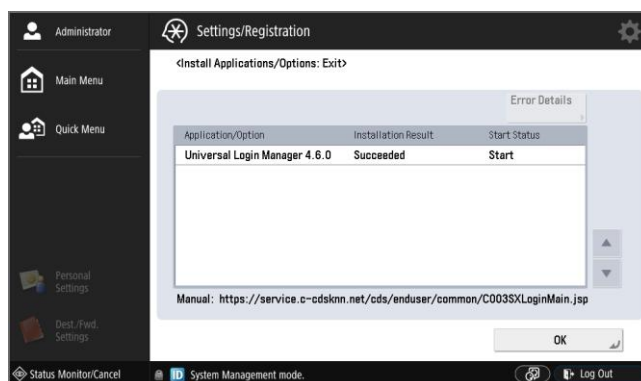 Administrator
Settings/Registration
<Install Applications/Options: Exit>
Main Menu
Error Details
Quick Menu
Application/Option Installation Result Start Status
Universal Login Manager 4.6.0 Succeeded Start
Personal
Settings
Manual: https://service.c-cdsknn.net/cds/enduser/common/C003SXLoginMain.jsp
Dest./Fwd.
Settings
OK
Status Monitor/Cancel
ID System Management mode.
Log Out